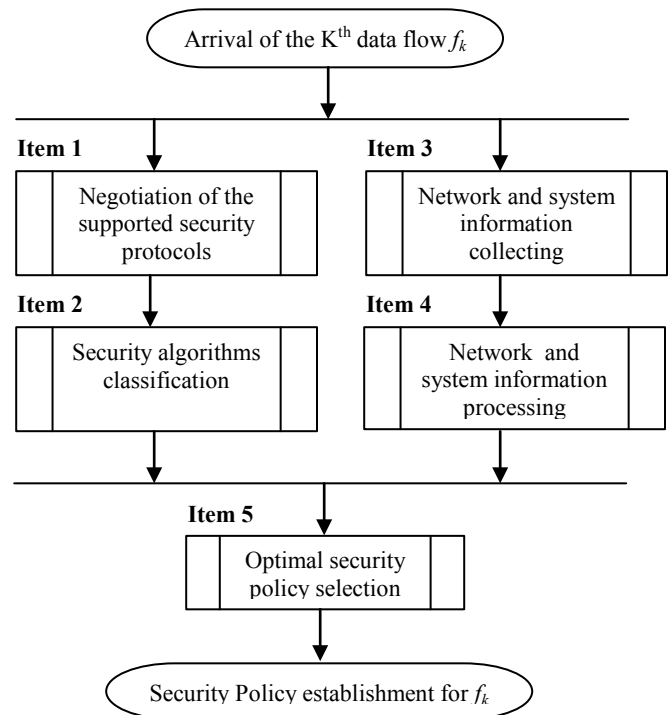 Arrival of the Kth data flow fk
Item 1
Negotiation of the
supported security
protocols
Item 2
Security algorithms
classification
Item 3
Network and system
information
collecting
Item 4
Network and
system information
processing
Item 5
Optimal security
policy selection
Security Policy establishment for fk